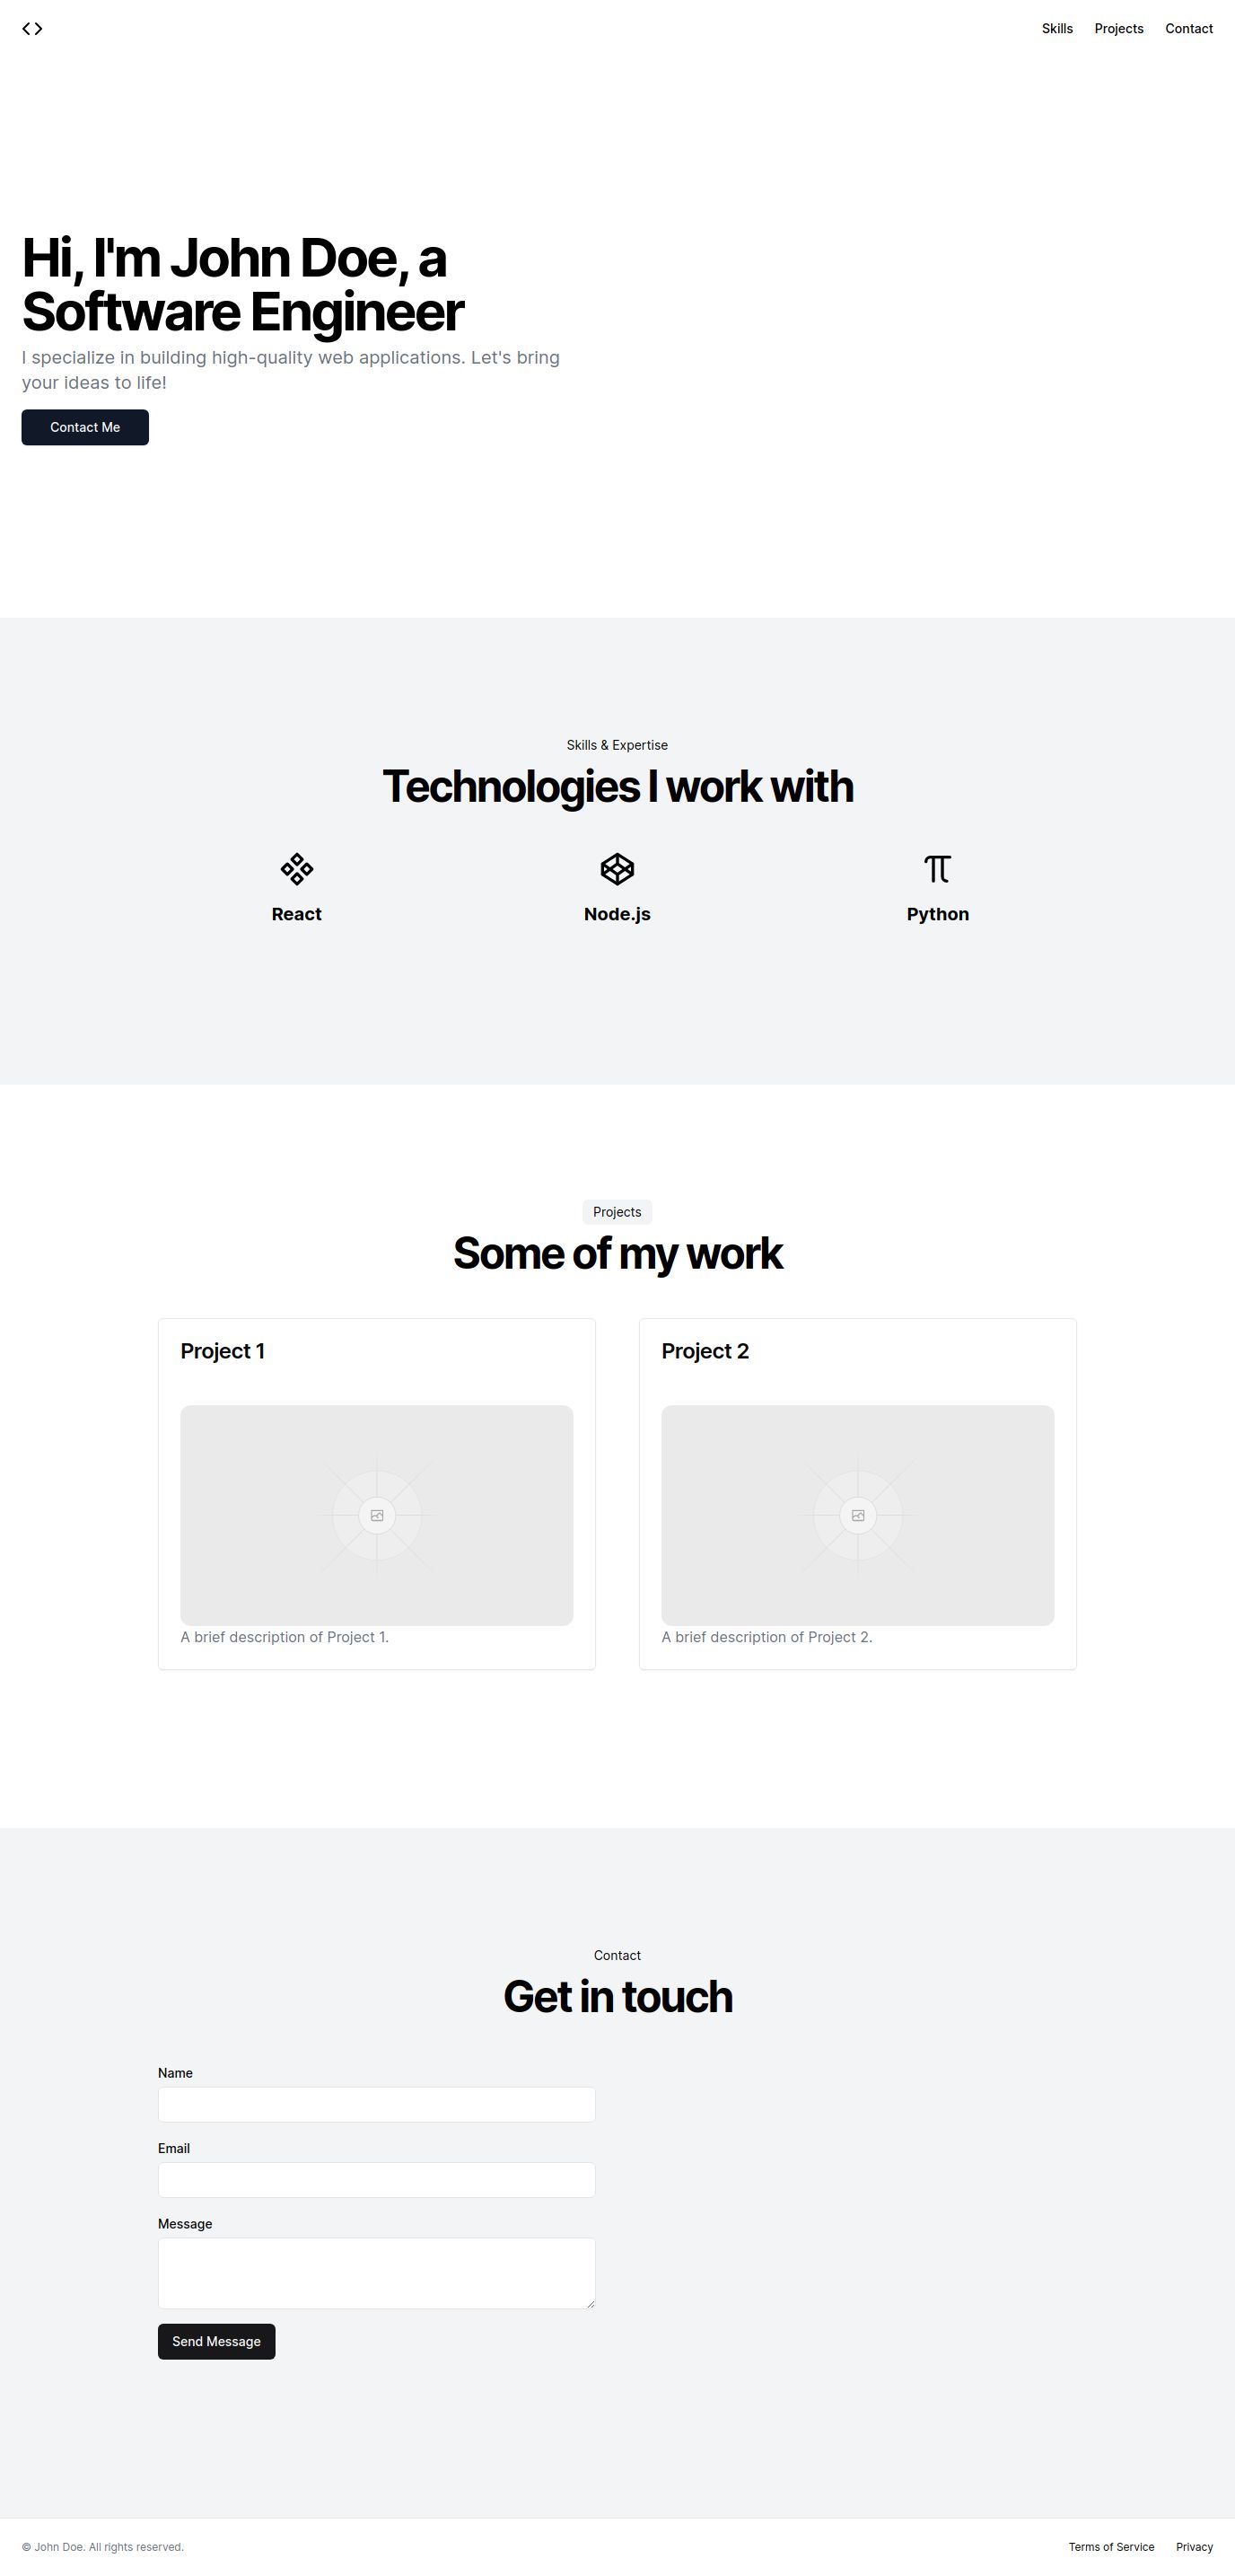 Skills
Projects
Contact
Hi, I'm John Doe, a
Software Engineer
I specialize in building high-quality web applications. Let's bring
your ideas to life!
Contact Me
Skills & Expertise
Technologies I work with
React
Node.js
Python
Projects
Some of my work
Project 1
A brief description of Project 1.
Project 2
A brief description of Project 2.
Contact
Get in touch
Name
Email
Message
Send Message
© John Doe. All rights reserved.
Terms of Service
Privacy